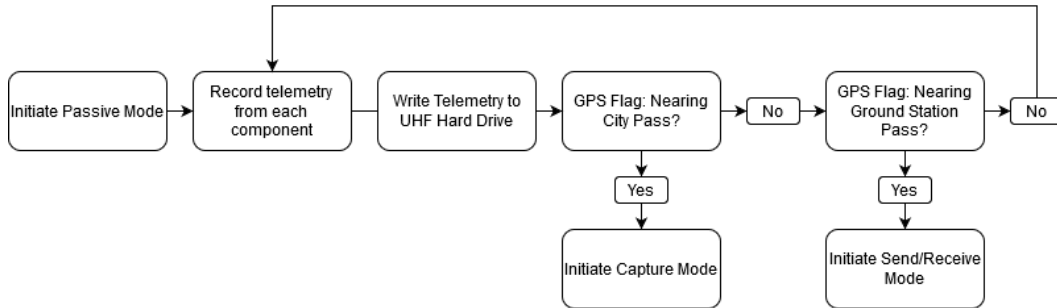 Initiate Passive Mode
Record telemetry
from each
component
Write Telemetry to
UHF Hard Drive
GPS Flag: Nearing
City Pass?
No
GPS Flag: Nearing
Ground Station
Pass?
No
Yes
Yes
Initiate Capture Mode
Initiate Send/Receive
Mode